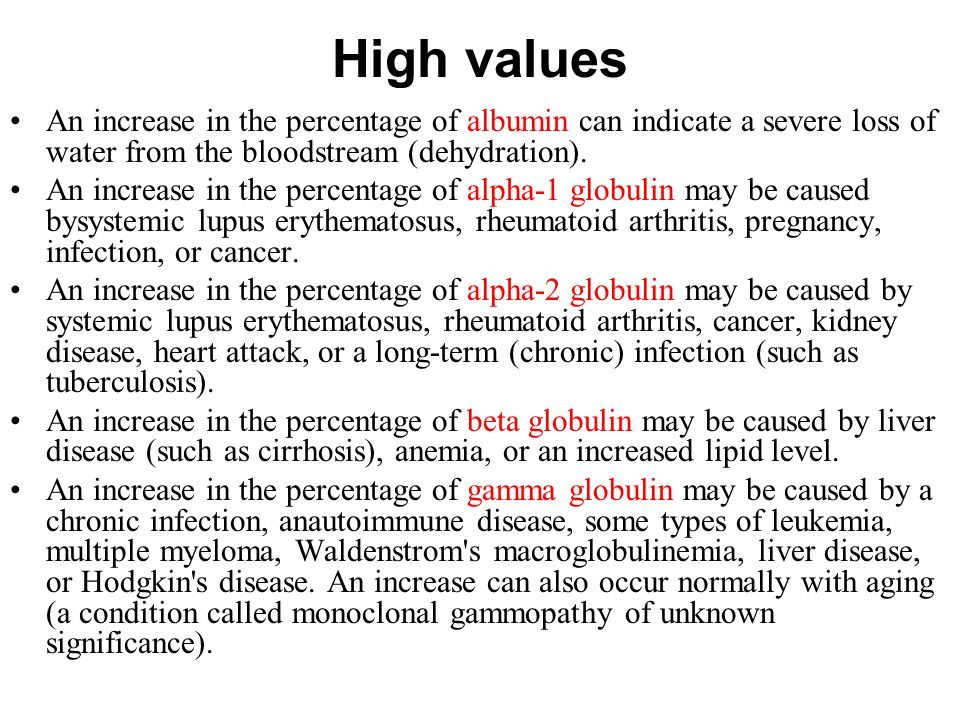 High values
• An increase in the percentage of albumin can indicate a severe loss of
water from the bloodstream (dehydration).
• An increase in the percentage of alpha-1 globulin may be caused
bysystemic lupus erythematosus, rheumatoid arthritis, pregnancy,
infection, or cancer.
• An increase in the percentage of alpha-2 globulin may be caused by
systemic lupus erythematosus, rheumatoid arthritis, cancer, kidney
disease, heart attack, or a long-term (chronic) infection (such as
tuberculosis).
• An increase in the percentage of beta globulin may be caused by liver
disease (such as cirrhosis), anemia, or an increased lipid level.
• An increase in the percentage of gamma globulin may be caused by a
chronic infection, anautoimmune disease, some types of leukemia,
multiple myeloma, Waldenstrom's macroglobulinemia, liver disease,
or Hodgkin's disease. An increase can also occur normally with aging
(a condition called monoclonal gammopathy of unknown
significance).